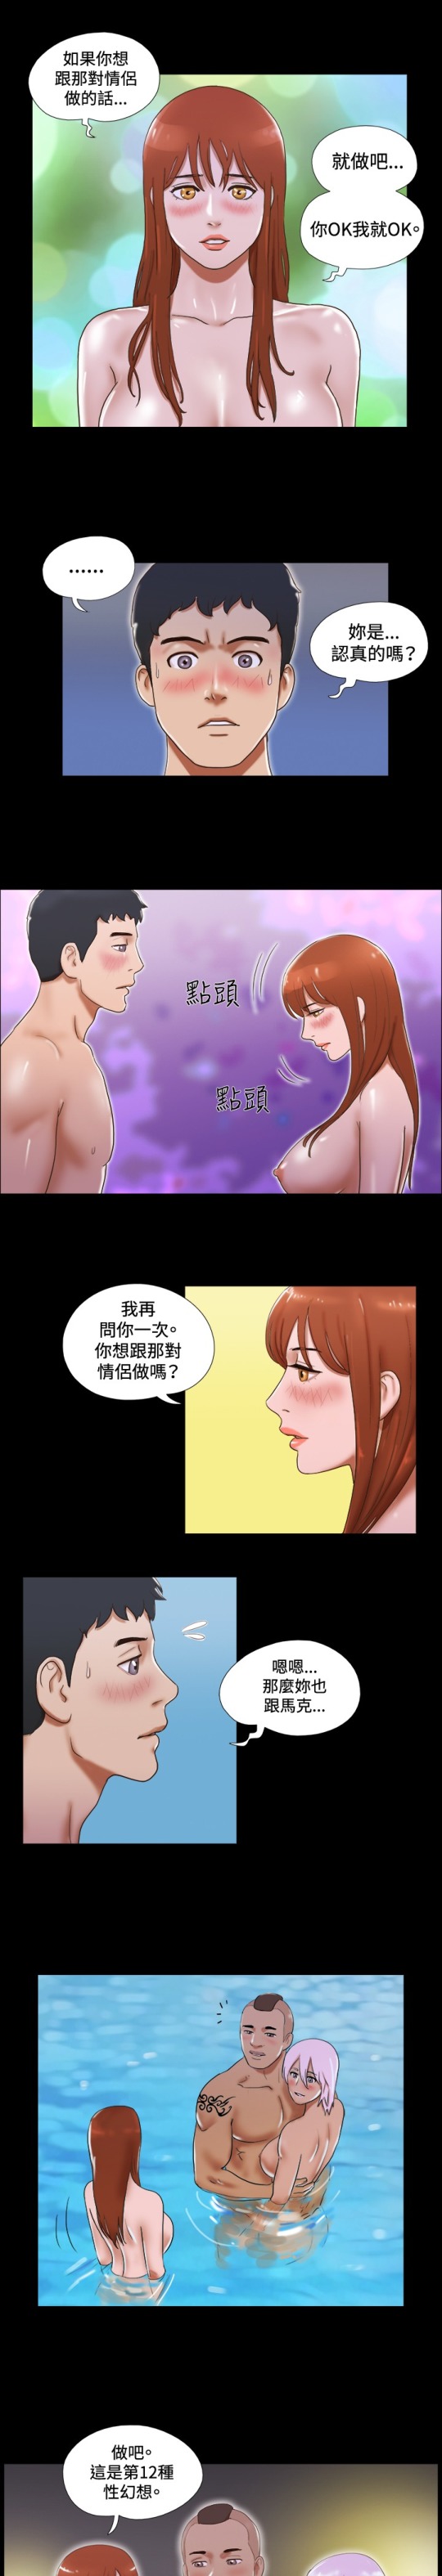 如果你想
跟那對情侶
做的話...
就做吧...
你OK我就OK。
......
妳是...
認真的嗎？
點頭
點頭
我再
問你一次。
你想跟那對
情侶做嗎？
嗯嗯...
那麼妳也
跟馬克...
做吧。
這是第12種
性幻想。